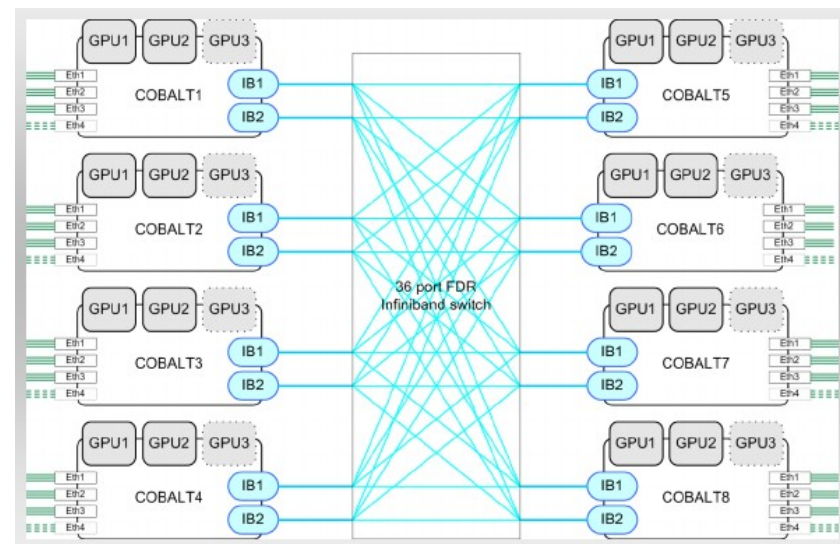 GPU1 GPU2 GPU3
Eth1
Eth2
Eth3
Eth4
COBALT1
IB1
IB2
GPU1 GPU2 GPU3
IB1
IB2
COBALT5
Eth1
Eth2
Eth3
Eth4
GPU1 GPU2 GPU3
Eth1
Eth2
Eth3
Eth4
COBALT2
IB1
IB2
GPU1 GPU2 GPU3
IB1
IB2
COBALT6
Eth1
Eth2
Eth3
Eth4
36 port FDR
Infiniband switch
GPU1 GPU2 GPU3
Eth1
Eth2
Eth3
Eth4
COBALT3
IB1
IB2
GPU1 GPU2 GPU3
IB1
IB2
COBALT7
Eth1
Eth2
Eth3
Eth4
GPU1 GPU2 GPU3
Eth1
Eth2
Eth3
Eth4
COBALT4
IB1
IB2
GPU1 GPU2 GPU3
IB1
IB2
COBALT8
Eth1
Eth2
Eth3
Eth4